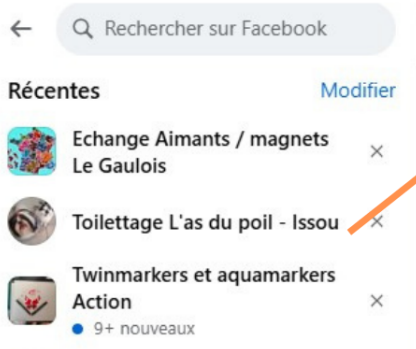 Rechercher sur Facebook
Récentes Modifier
Echange Aimants / magnets
Le Gaulois
Toilettage L'as du poil - Issou
Twinmarkers et aquamarkers
Action
9+ nouveaux